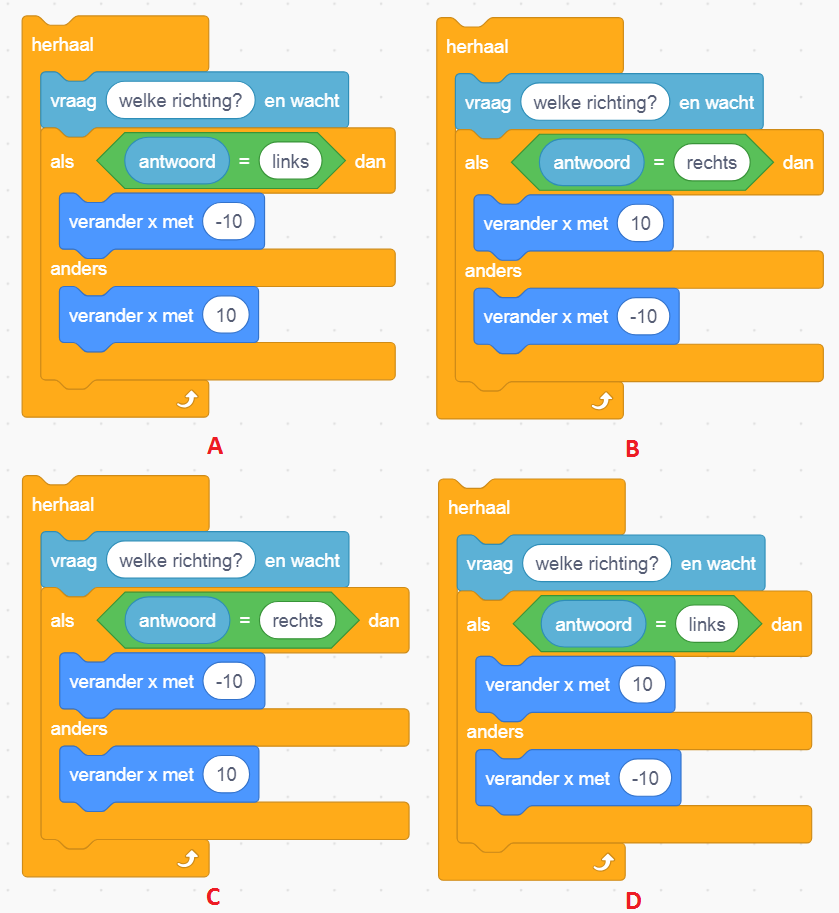 herhaal
vraag welke richting? en wacht
als antwoord = links dan
verander x met -10
anders
verander x met 10
A
herhaal
vraag welke richting? en wacht
als antwoord = rechts dan
verander x met 10
anders
verander x met -10
B
herhaal
vraag welke richting? en wacht
als antwoord = rechts dan
verander x met -10
anders
verander x met 10
C
herhaal
vraag welke richting? en wacht
als antwoord = links dan
verander x met 10
anders
verander x met -10
D